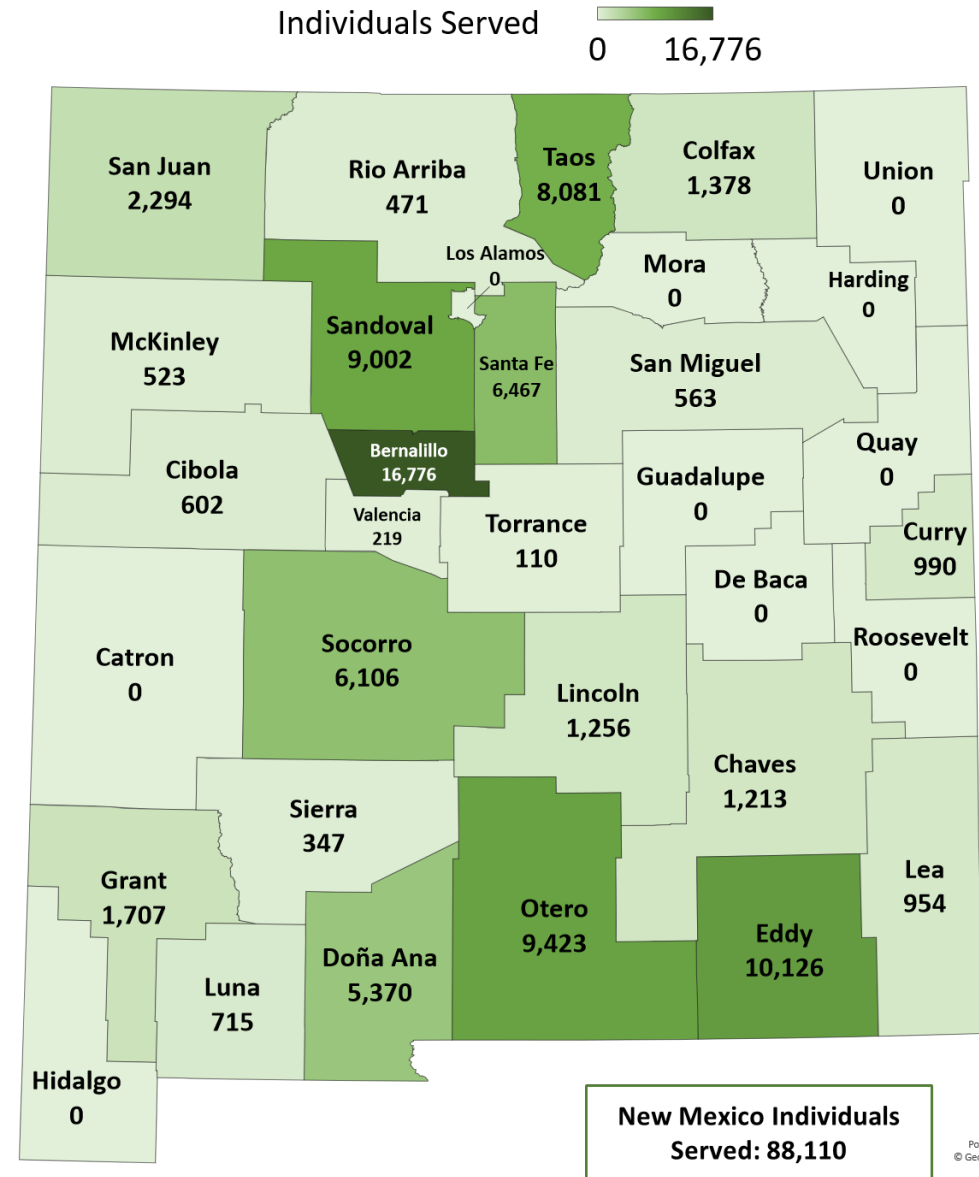 Individuals Served
0
16,776
San Juan
2,294
Rio Arriba
471
Taos
8,081
Colfax
1,378
Union
0
Los Alamos
0
Mora
0
Harding
0
McKinley
523
Sandoval
9,002
Santa Fe
6,467
San Miguel
563
Quay
0
Cibola
602
Bernalillo
16,776
Guadalupe
0
Valencia
219
Torrance
110
Curry
990
De Baca
0
Catron
0
Socorro
6,106
Roosevelt
0
Lincoln
1,256
Chaves
1,213
Sierra
347
Grant
1,707
Lea
954
Otero
9,423
Eddy
10,126
Doña Ana
5,370
Luna
715
Hidalgo
0
New Mexico Individuals
Served: 88,110
Po
© Geo